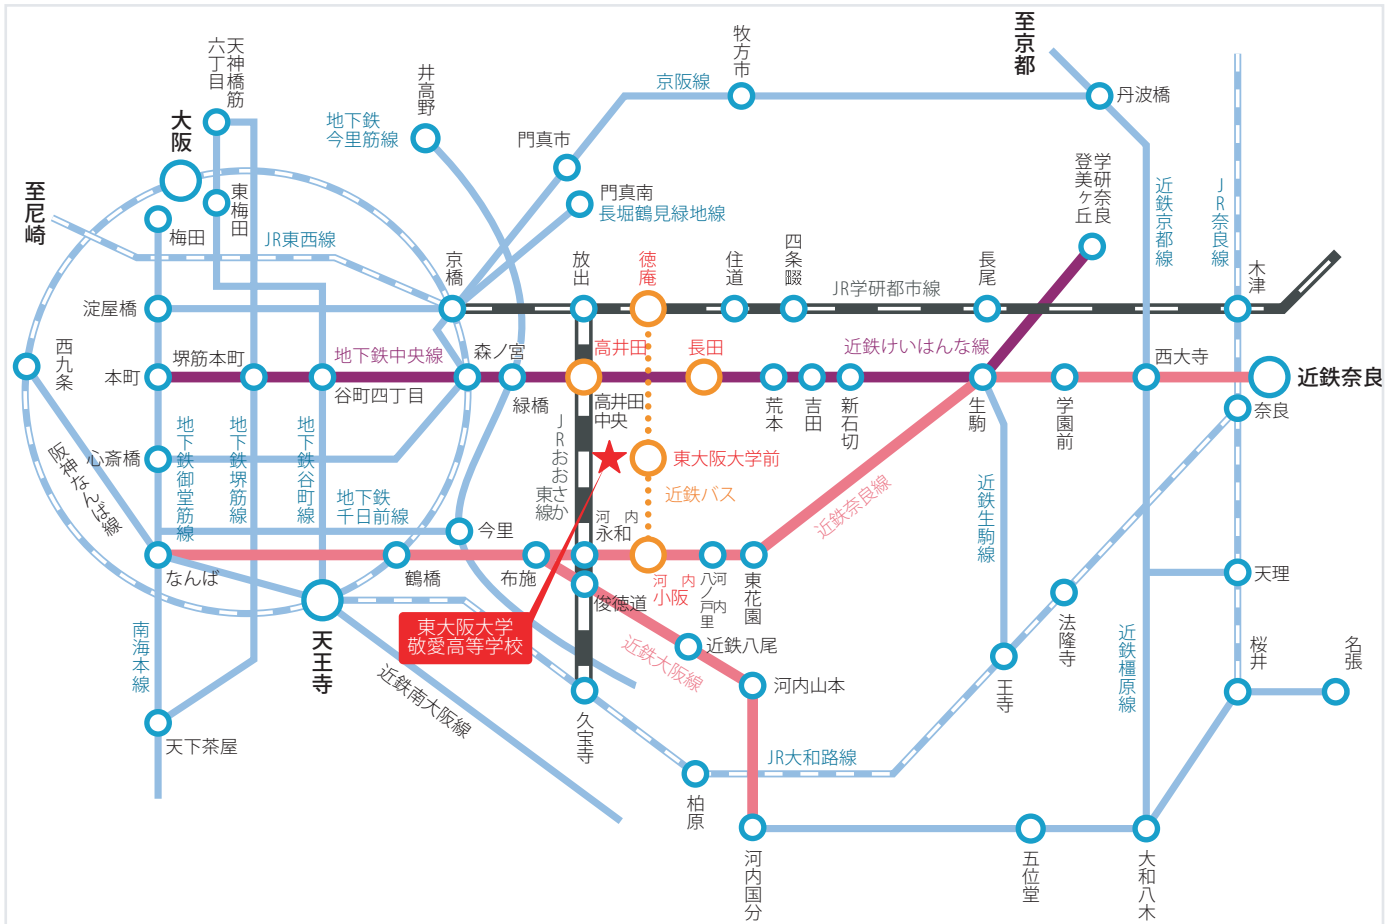 至京都
牧方市
天神橋筋
六丁目
井高野
京阪線
丹波橋
大阪
地下鉄
今里筋線
門真市
学研奈良
登美ヶ丘
至尼崎
東梅田
門真南
長堀鶴見緑地線
近鉄京都線
JR奈良線
梅田
JR東西線
京橋
放出
徳庵
住道
四条畷
長尾
木津
JR学研都市線
淀屋橋
西九条
堺筋本町
地下鉄中央線
森ノ宮
高井田
長田
近鉄けいはんな線
西大寺
本町
谷町四丁目
緑橋
高井田
中央
荒本
吉田
新石切
生駒
学園前
近鉄奈良
奈良
心斎橋
地下鉄御堂筋線
地下鉄堺筋線
地下鉄谷町線
JRおおさか
東線
東大阪大学前
近鉄バス
近鉄奈良線
近鉄生駒線
阪神なんば線
地下鉄
千日前線
今里
河内
永和
なんば
鶴橋
布施
俊徳道
河内
小阪
河内
八ノ戸里
東花園
天理
法隆寺
東大阪大学
敬愛高等学校
天王寺
南海本線
近鉄南大阪線
近鉄大阪線
近鉄八尾
河内山本
王寺
近鉄橿原線
桜井
名張
天下茶屋
久宝寺
JR大和路線
柏原
河内国分
五位堂
大和八木